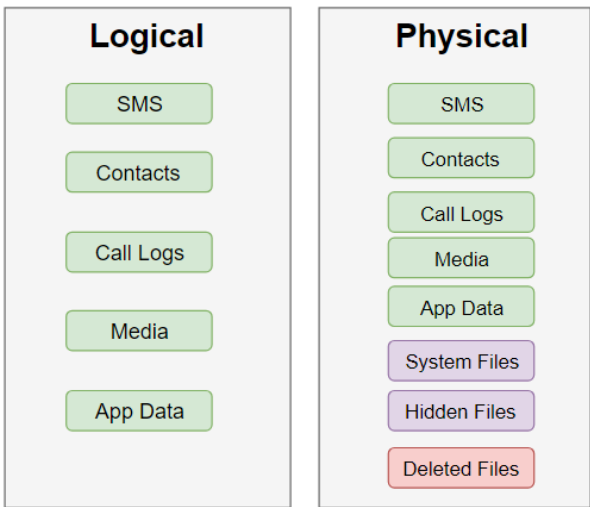 Logical
SMS
Contacts
Call Logs
Media
App Data
Physical
SMS
Contacts
Call Logs
Media
App Data
System Files
Hidden Files
Deleted Files